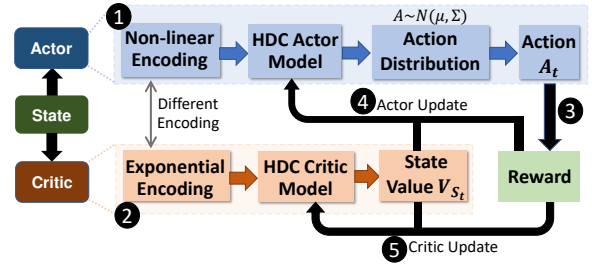 1
A~N(μ, Σ)
Actor
Non-linear
Encoding
HDC Actor
Model
Action
Distribution
Action
A_t
State
Different
Encoding
4
Actor Update
3
Critic
Exponential
Encoding
HDC Critic
Model
State
Value V_{S_t}
Reward
2
5
Critic Update